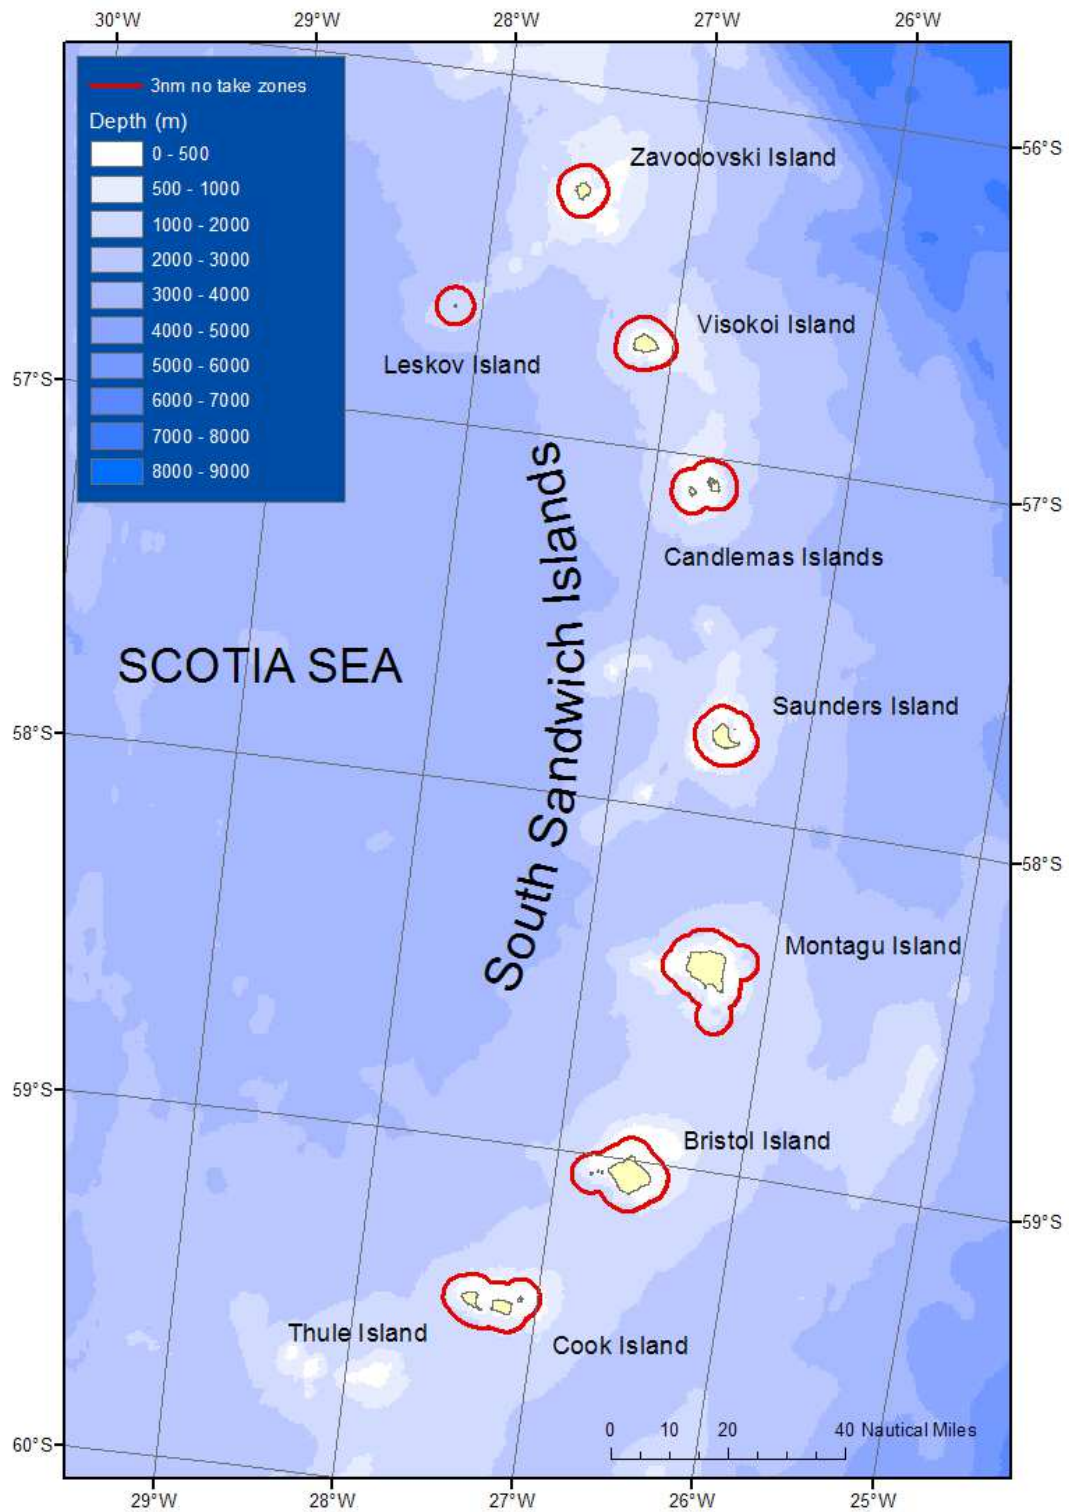 30°W 29°W 28°W 27°W 26°W
3nm no take zones
Depth (m)
0 - 500
500 - 1000
1000 - 2000
2000 - 3000
3000 - 4000
4000 - 5000
5000 - 6000
6000 - 7000
7000 - 8000
8000 - 9000
56°S
Zavodovski Island
Visokoi Island
Leskov Island
57°S
57°S
Candlemas Islands
South Sandwich Islands
SCOTIA SEA
Saunders Island
58°S
58°S
Montagu Island
59°S
Bristol Island
59°S
Thule Island
Cook Island
0 10 20 40 Nautical Miles
60°S
29°W 28°W 27°W 26°W 25°W